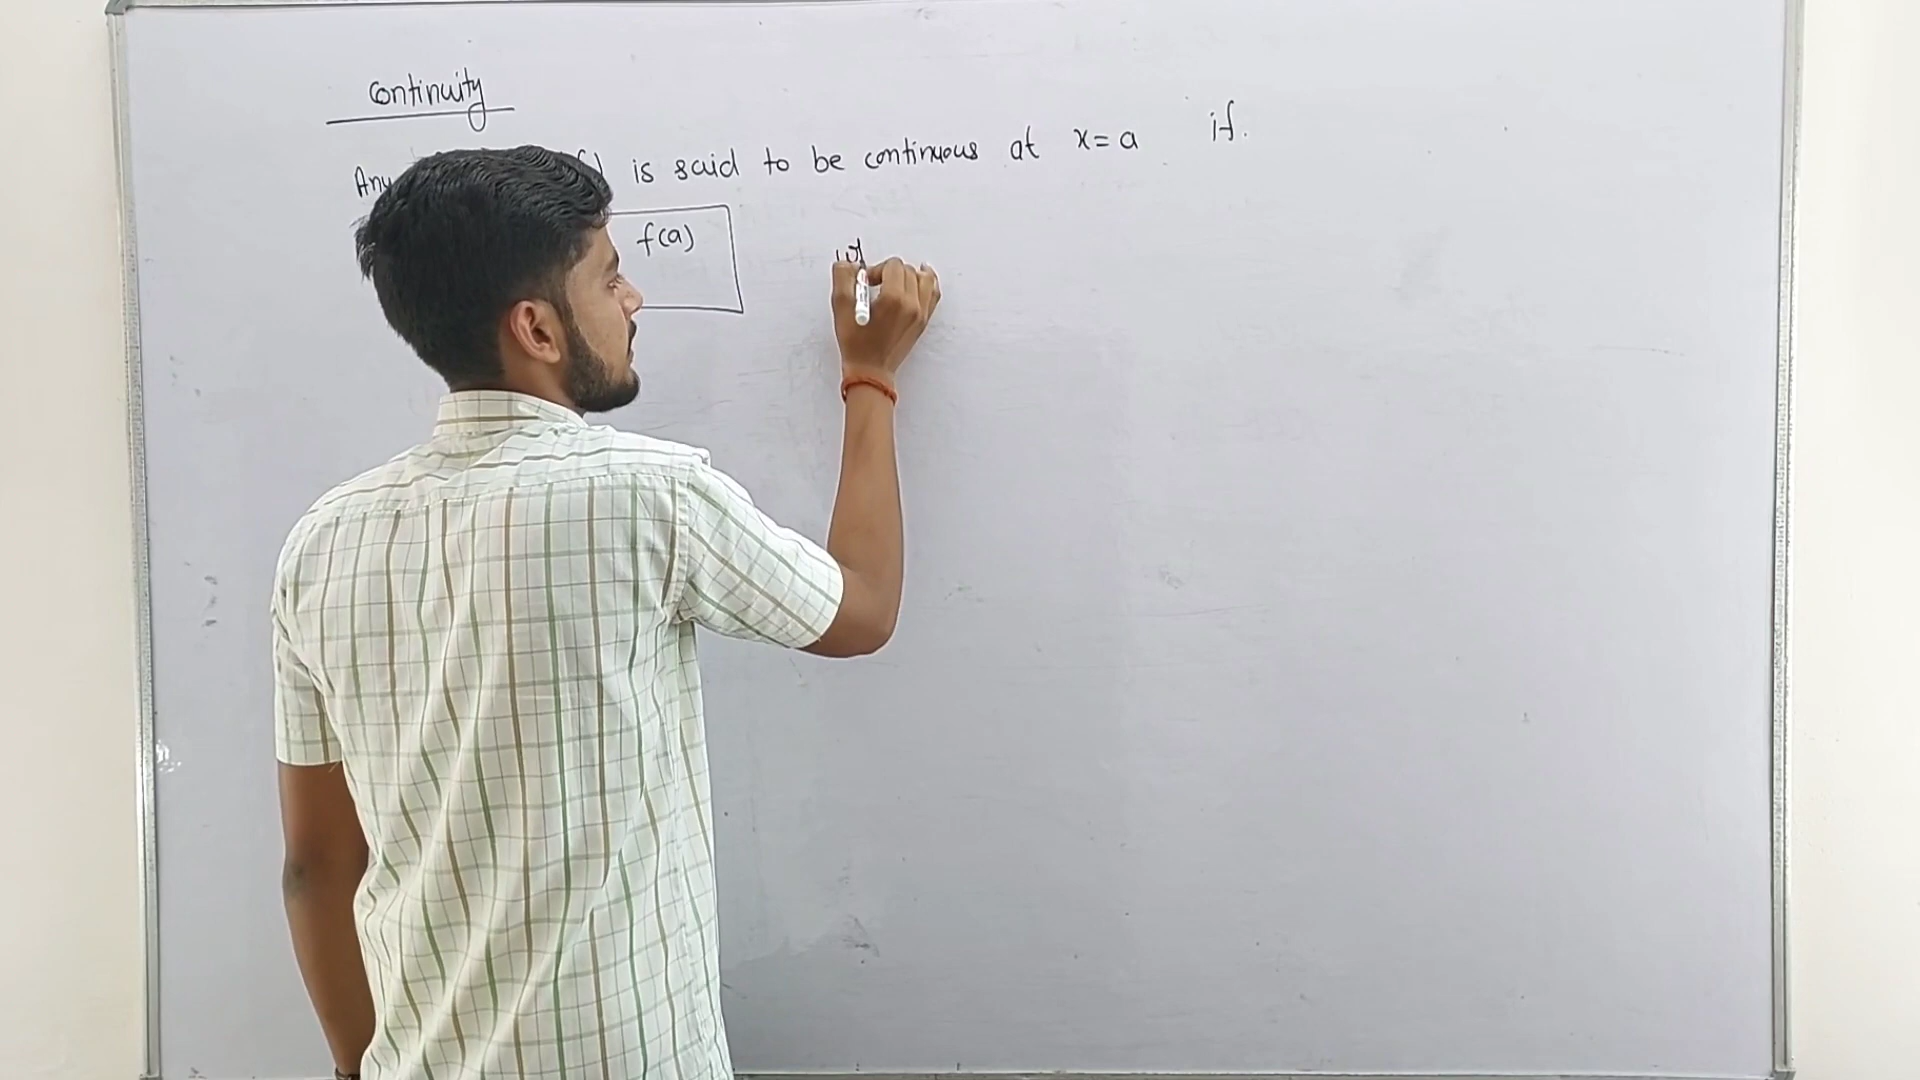 Continuity
Any is said to be continuous at x = a if.
f(a)